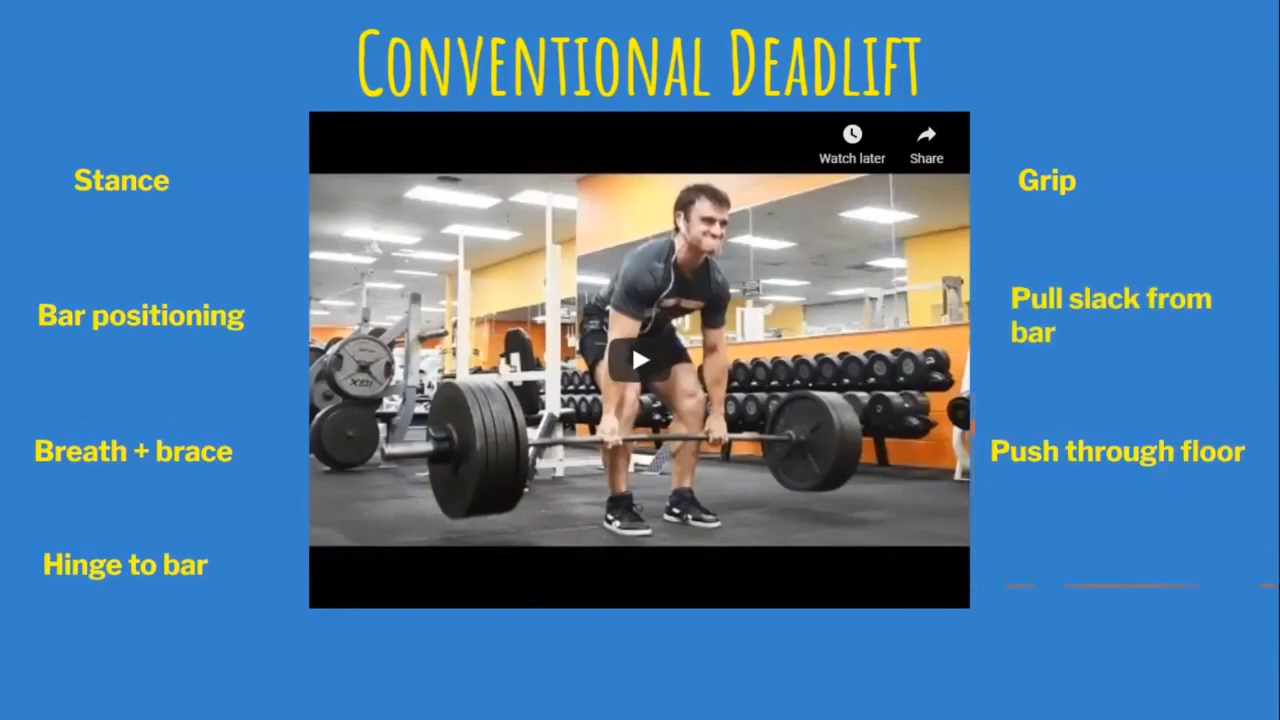 Conventional Deadlift
Watch later
Share
Stance
Bar positioning
Breath + brace
Hinge to bar
Grip
Pull slack from
bar
Push through floor